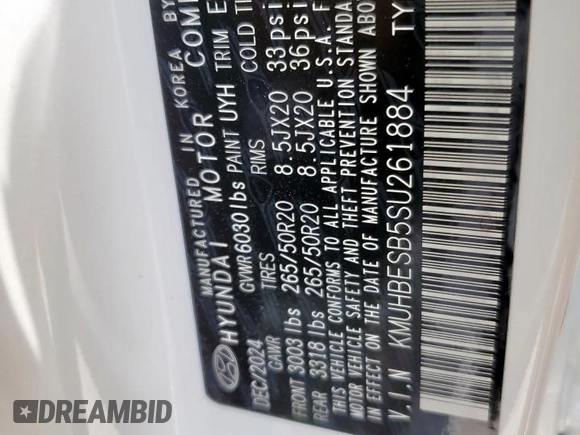 MANUFACTURED IN KOREA BY
HYUNDAI MOTOR COMP
DEC/2024 GVWR 6030 lbs PAINT UYH TRIM E
GAWR TIRES RIMS COLD TI
FRONT 3003 lbs 265/50R20 8.5JX20 33psi
REAR 3318 lbs 265/50R20 8.5JX20 36psi
THIS VEHICLE CONFORMS TO ALL APPLICABLE U.S.A. F
MOTOR VEHICLE SAFETY AND THEFT PREVENTION STANDA
IN EFFECT ON THE DATE OF MANUFACTURE SHOWN ABO
V.I.N KMUHBESB5SU261884 TY
DREAMBID